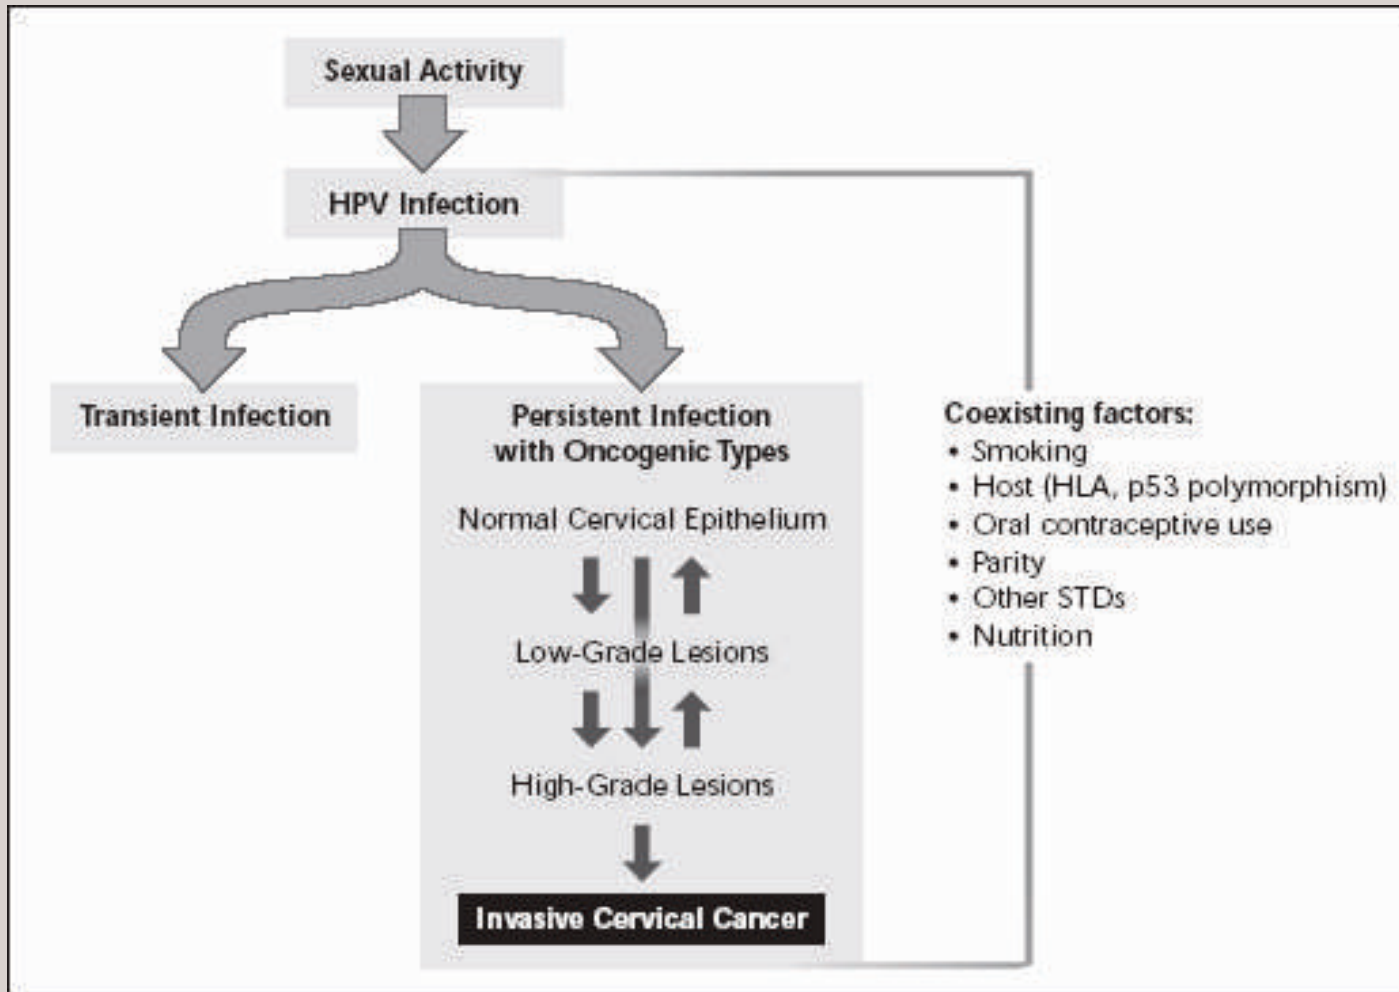 Sexual Activity
HPV Infection
Transient Infection
Persistent Infection
with Oncogenic Types
Normal Cervical Epithelium
Low-Grade Lesions
High-Grade Lesions
Invasive Cervical Cancer
Coexisting factors:
• Smoking
• Host (HLA, p53 polymorphism)
• Oral contraceptive use
• Parity
• Other STDs
• Nutrition